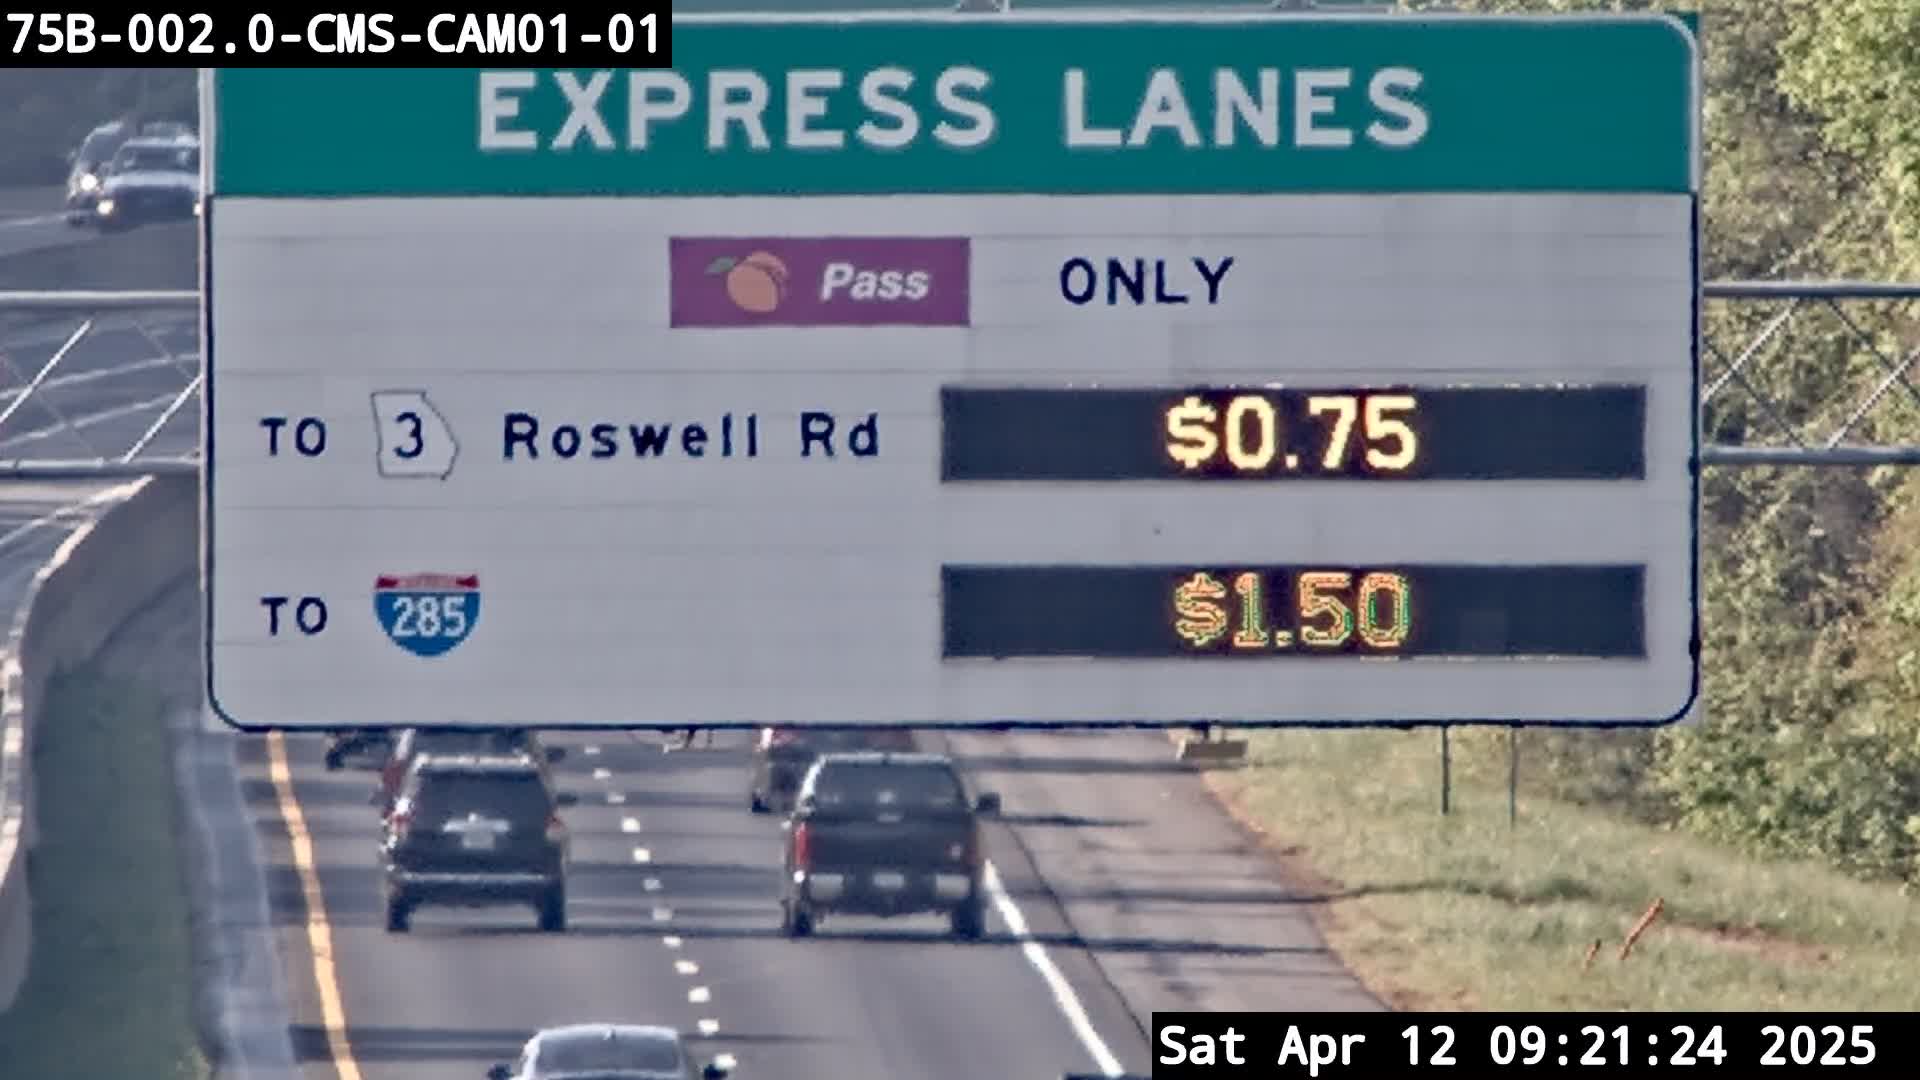 75B-002.0-CMS-CAM01-01
EXPRESS LANES
Pass ONLY
TO 3 Roswell Rd $0.75
TO 285 $1.50
Sat Apr 12 09:21:24 2025